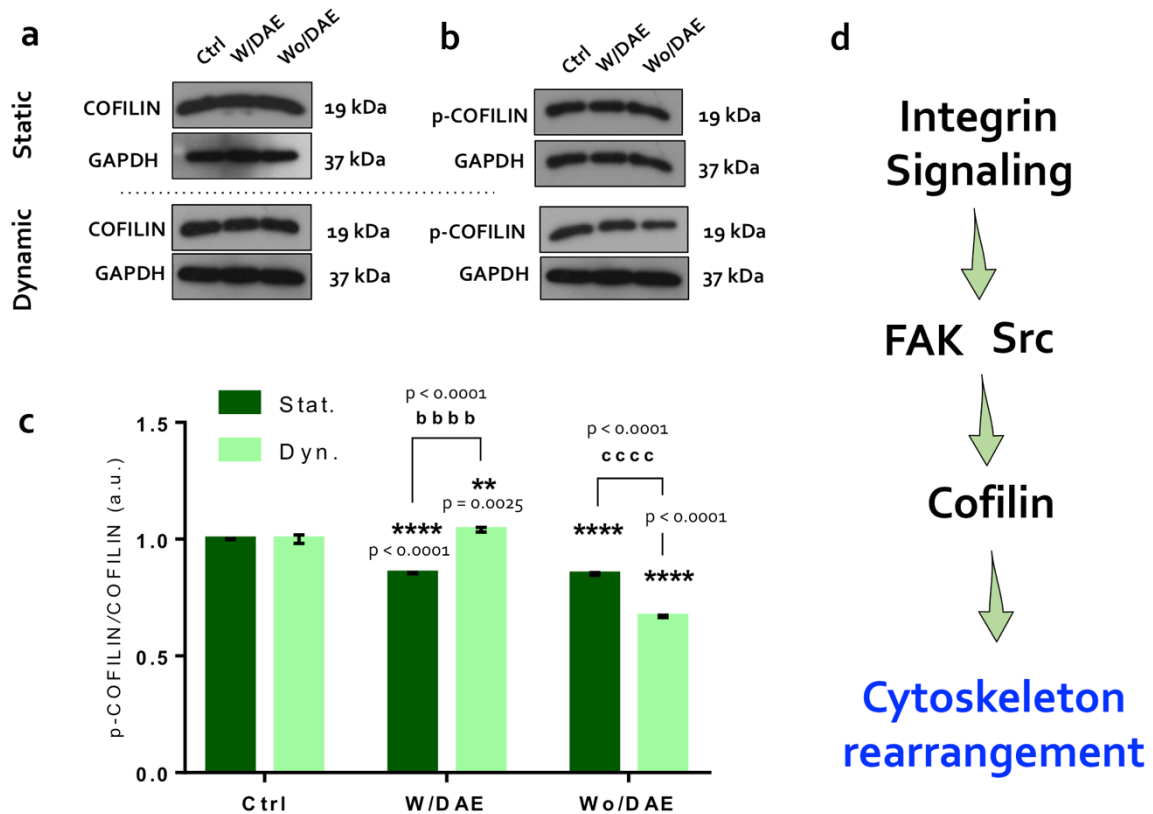 a
Ctrl W/DAE Wo/DAE
Static
COFILIN 19 kDa
GAPDH 37 kDa
Dynamic
COFILIN 19 kDa
GAPDH 37 kDa
b
Ctrl W/DAE Wo/DAE
p-COFILIN 19 kDa
GAPDH 37 kDa
p-COFILIN 19 kDa
GAPDH 37 kDa
c
Stat.
Dyn.
p-COFILIN/COFILIN (a.u.)
1.5
1.0
0.5
0.0
p < 0.0001
bbbb
**
p = 0.0025
****
p < 0.0001
p < 0.0001
cccc
****
p < 0.0001
****
Ctrl W/DAE Wo/DAE
d
Integrin
Signaling
FAK Src
Cofilin
Cytoskeleton
rearrangement